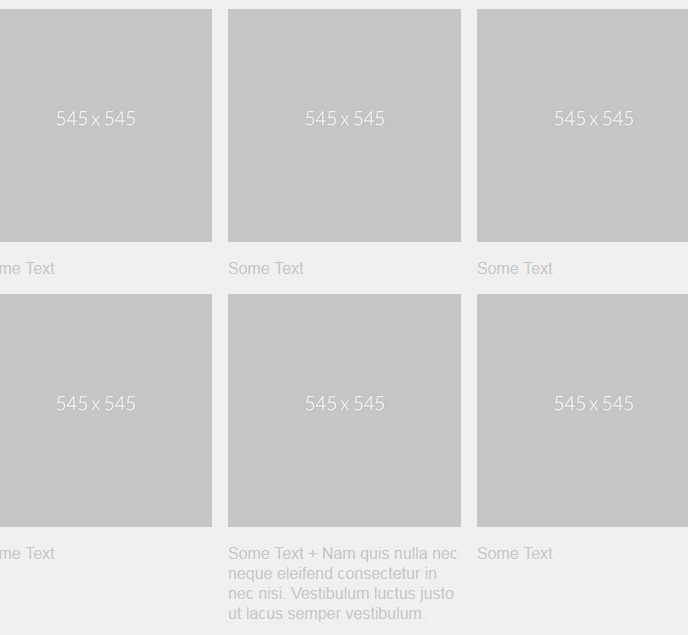 545 x 545
545 x 545
545 x 545
me Text
Some Text
Some Text
545 x 545
545 x 545
545 x 545
me Text
Some Text + Nam quis nulla nec
neque eleifend consectetur in
nec nisi. Vestibulum luctus justo
ut lacus semper vestibulum.
Some Text